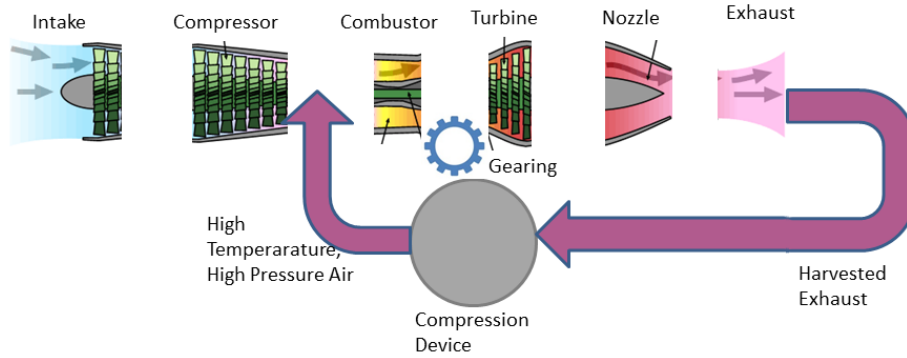 Intake
Compressor
Combustor
Turbine
Nozzle
Exhaust
Gearing
High
Temperarature,
High Pressure Air
Compression
Device
Harvested
Exhaust